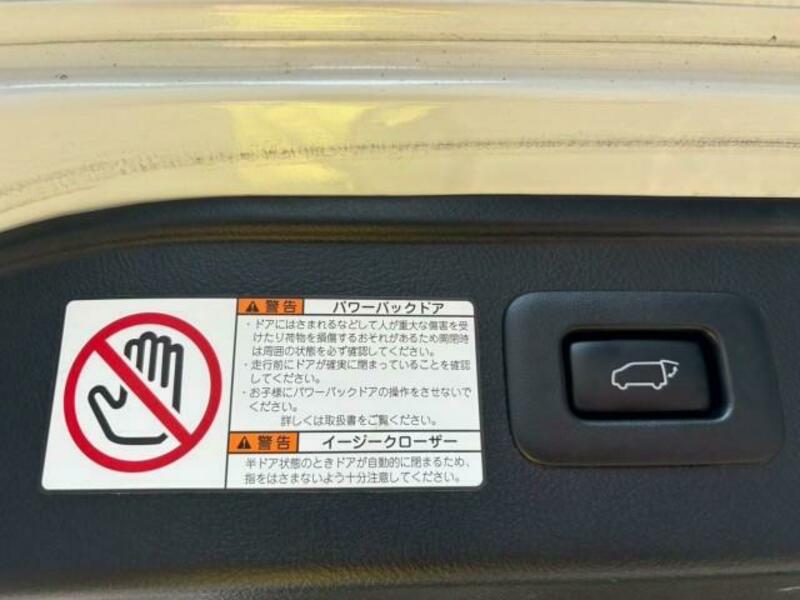 警告 パワーバックドア
・ドアにはさまれるなどして人が重大な傷害を受
けたり荷物を損傷するおそれがあるため開閉時
は周囲の状態を必ず確認してください。
・走行前にドアが確実に閉まっていることを確認
してください。
・お子様にパワーバックドアの操作をさせないで
ください。
詳しくは取扱書をご覧ください。
警告 イージークローザー
半ドア状態のときドアが自動的に閉まるため、
指をはさまないよう十分注意してください。